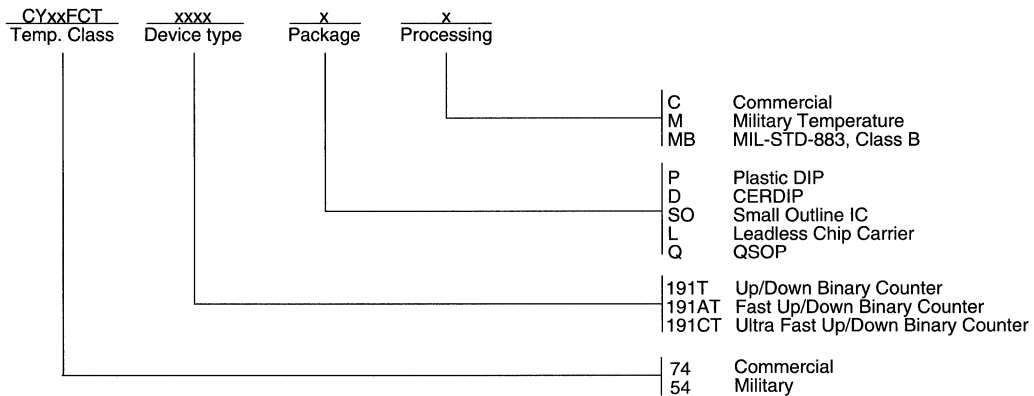 CYxxFCT xxxx x x
Temp. Class Device type Package Processing
C Commercial
M Military Temperature
MB MIL-STD-883, Class B
P Plastic DIP
D CERDIP
SO Small Outline IC
L Leadless Chip Carrier
Q QSOP
191T Up/Down Binary Counter
191AT Fast Up/Down Binary Counter
191CT Ultra Fast Up/Down Binary Counter
74 Commercial
54 Military